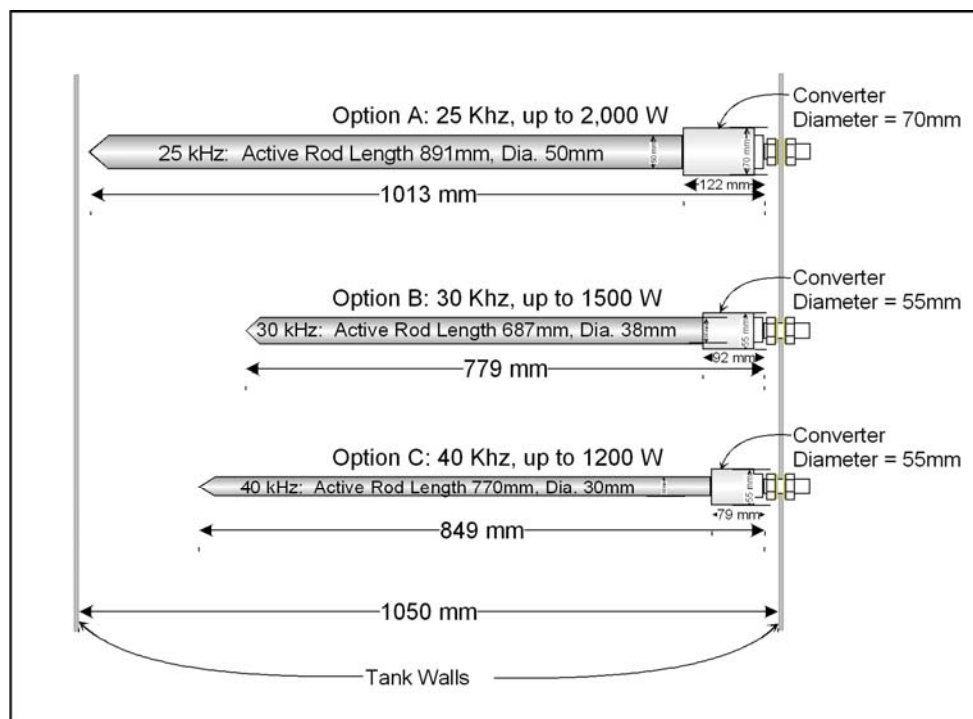 Option A: 25 Khz, up to 2,000 W
Converter
Diameter = 70mm
25 kHz: Active Rod Length 891mm, Dia. 50mm
50 mm
70 mm
122 mm
1013 mm
Option B: 30 Khz, up to 1500 W
Converter
Diameter = 55mm
30 kHz: Active Rod Length 687mm, Dia. 38mm
55 mm
92 mm
779 mm
Option C: 40 Khz, up to 1200 W
Converter
Diameter = 55mm
40 kHz: Active Rod Length 770mm, Dia. 30mm
55 mm
79 mm
849 mm
1050 mm
Tank Walls